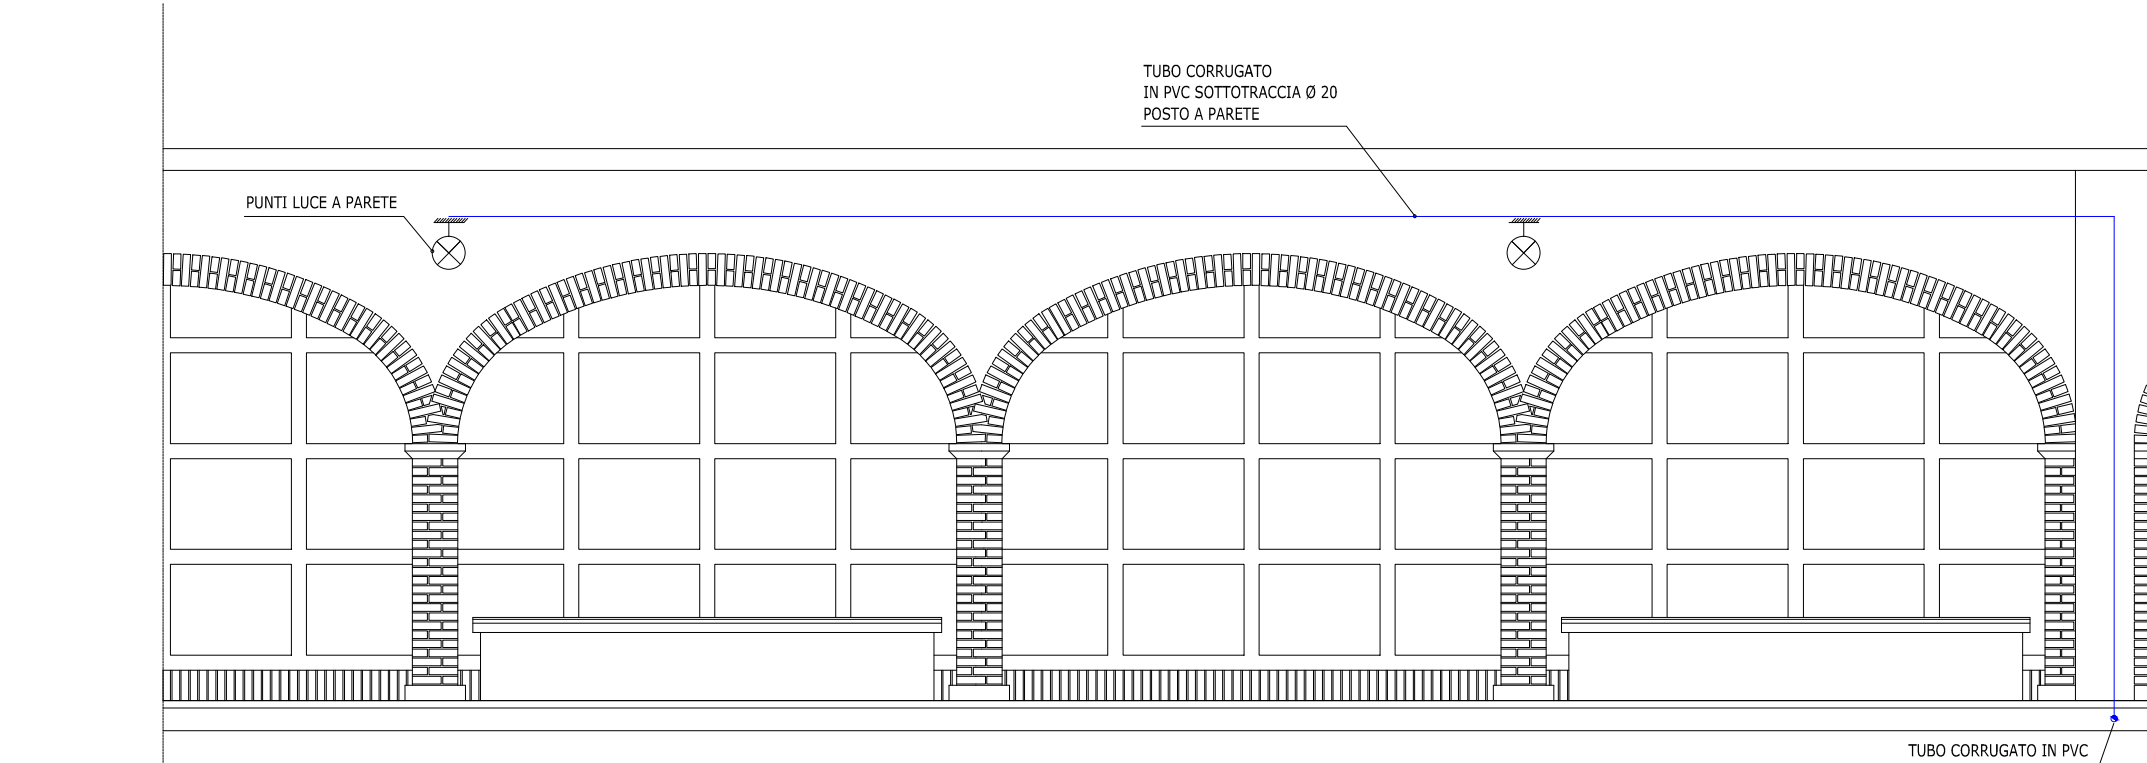 TUBO CORRUGATO
IN PVC SOTTOTRACCIA Ø 20
POSTO A PARETE
PUNTI LUCE A PARETE
TUBO CORRUGATO IN PVC